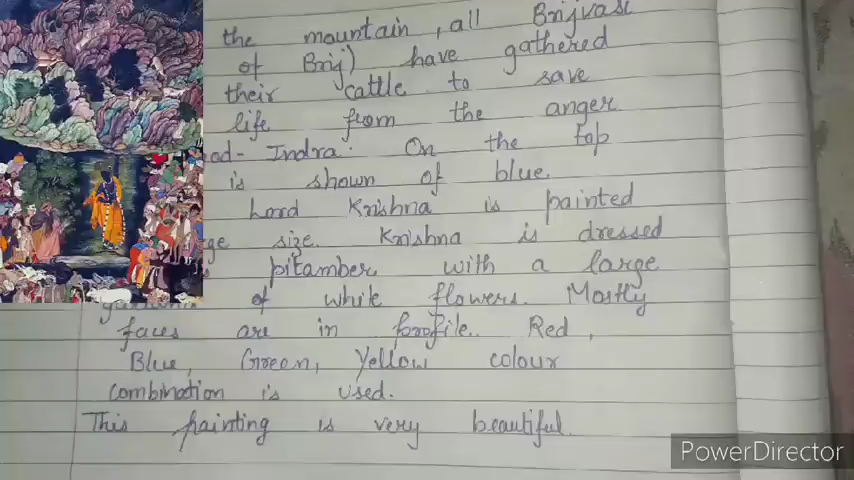 the mountain, all Brijvasi
of Brij) have gathered
their cattle to save
life from the anger
God-Indra. On the top
is shown of blue.
Lord Krishna is painted
size. Krishna is dressed
pitamber with a large
of while flowers. Mostly
faces are in profile. Red,
Blue, Green, Yellow colour
combination is used.
This painting is very beautiful.
PowerDirector